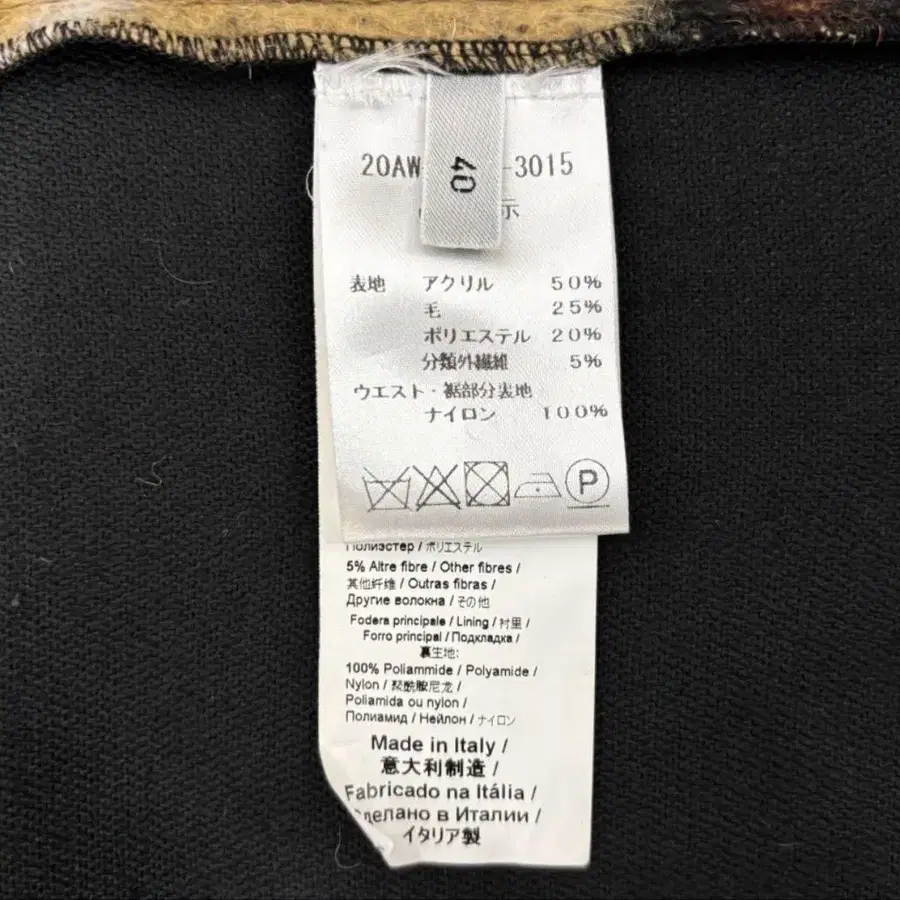 40
20AW -3015
示
表地 アクリル 50%
毛 25%
ポリエステル 20%
分類外繊維 5%
ウエスト・裾部分表地
ナイロン 100%
P
Полиэстер / ポリエステル
5% Altre fibre / Other fibres /
其他纤维 / Outras fibras /
Другие волокна / その他
Fodera principale / Lining / 衬里 /
Forro principal / Подкладка /
裏生地:
100% Poliammide / Polyamide /
Nylon / 聚酰胺尼龙 /
Poliamida ou nylon /
Полиамид / Нейлон / ナイロン
Made in Italy /
意大利制造 /
Fabricado na Itália /
Сделано в Италии /
イタリア製